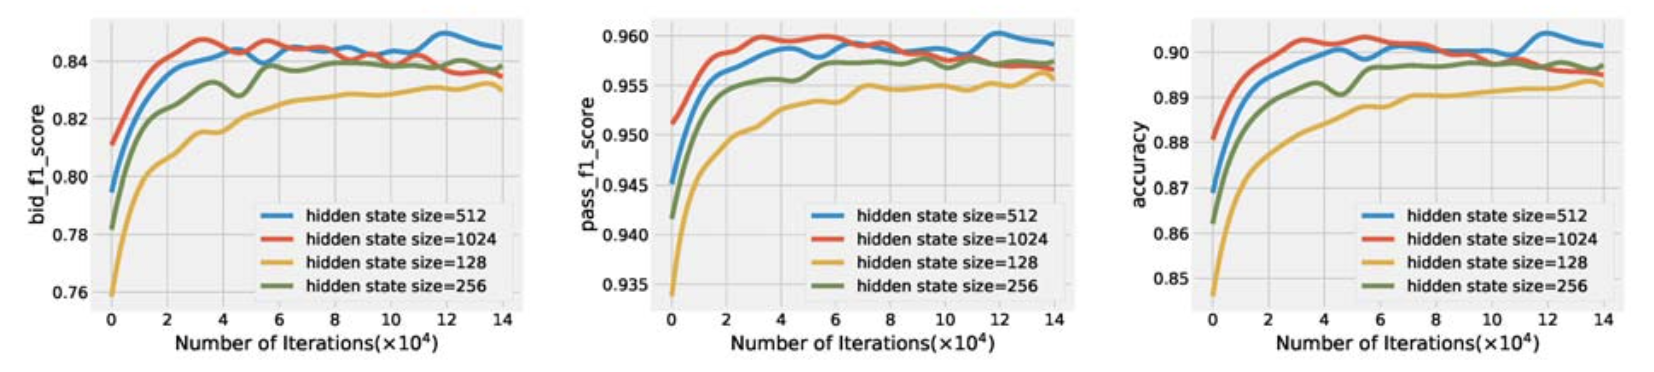 bid_f1_score
0.84
0.82
0.80
0.78
0.76
hidden state size=512
hidden state size=1024
hidden state size=128
hidden state size=256
0 2 4 6 8 10 12 14
Number of Iterations(×10⁴)
pass_f1_score
0.960
0.955
0.950
0.945
0.940
0.935
hidden state size=512
hidden state size=1024
hidden state size=128
hidden state size=256
0 2 4 6 8 10 12 14
Number of Iterations(×10⁴)
accuracy
0.90
0.89
0.88
0.87
0.86
0.85
hidden state size=512
hidden state size=1024
hidden state size=128
hidden state size=256
0 2 4 6 8 10 12 14
Number of Iterations(×10⁴)